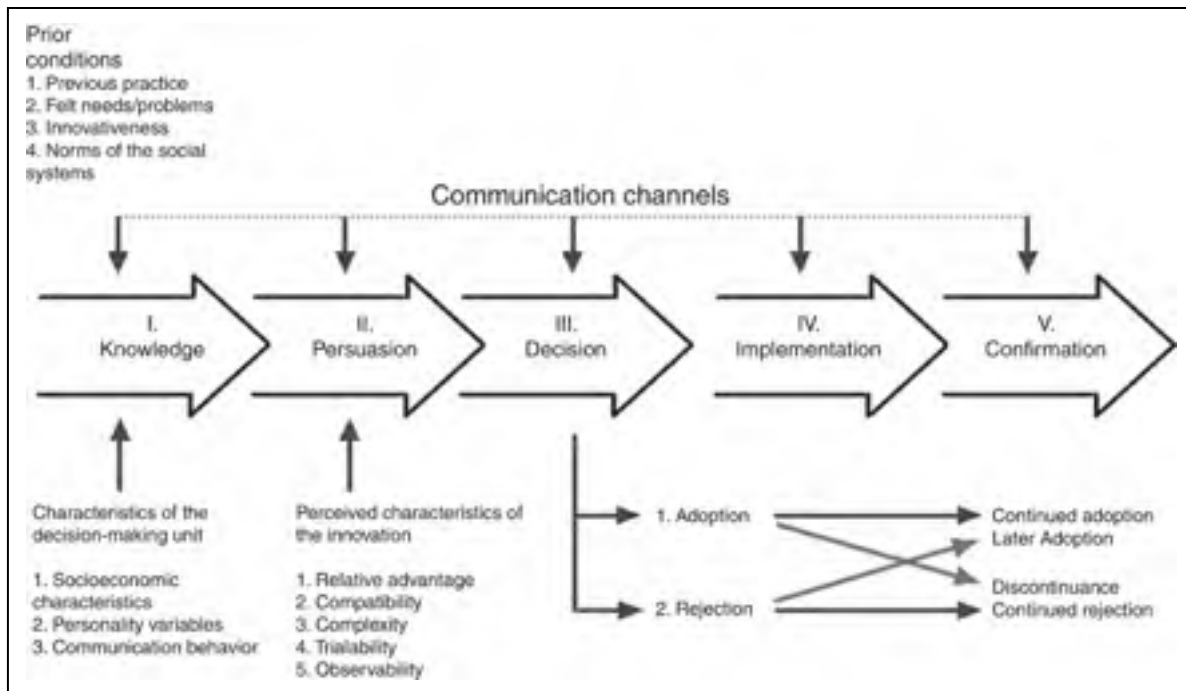 Prior
conditions
1. Previous practice
2. Felt needs/problems
3. Innovativeness
4. Norms of the social
systems
Communication channels
I.
Knowledge
II.
Persuasion
III.
Decision
IV.
Implementation
V.
Confirmation
Characteristics of the
decision-making unit
1. Socioeconomic
characteristics
2. Personality variables
3. Communication behavior
Perceived characteristics of
the innovation
1. Relative advantage
2. Compatibility
3. Complexity
4. Trialability
5. Observability
1. Adoption
2. Rejection
Continued adoption
Later Adoption
Discontinuance
Continued rejection